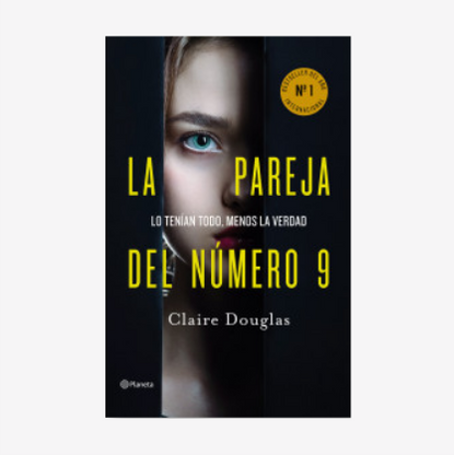 BESTSELLER DEL AÑO
Nº 1
INTERNACIONAL
LA PAREJA
LO TENÍAN TODO, MENOS LA VERDAD
DEL NÚMERO 9
Claire Douglas
Planeta